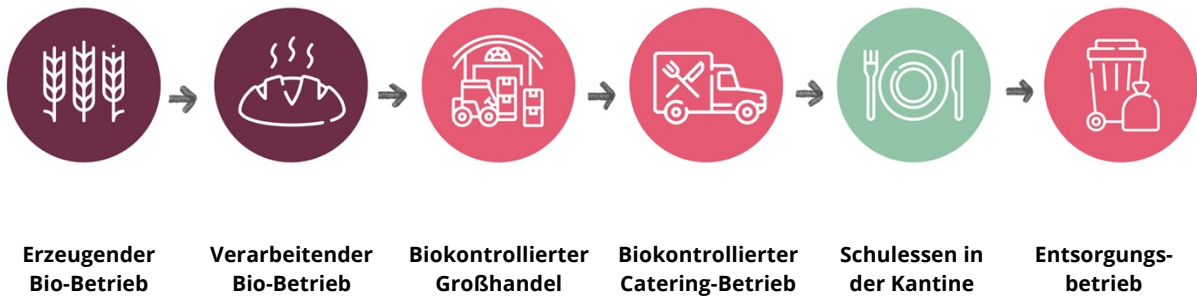 Erzeugender
Bio-Betrieb
Verarbeitender
Bio-Betrieb
Biokontrollierter
Großhandel
Biokontrollierter
Catering-Betrieb
Schulessen in
der Kantine
Entsorgungs-
betrieb